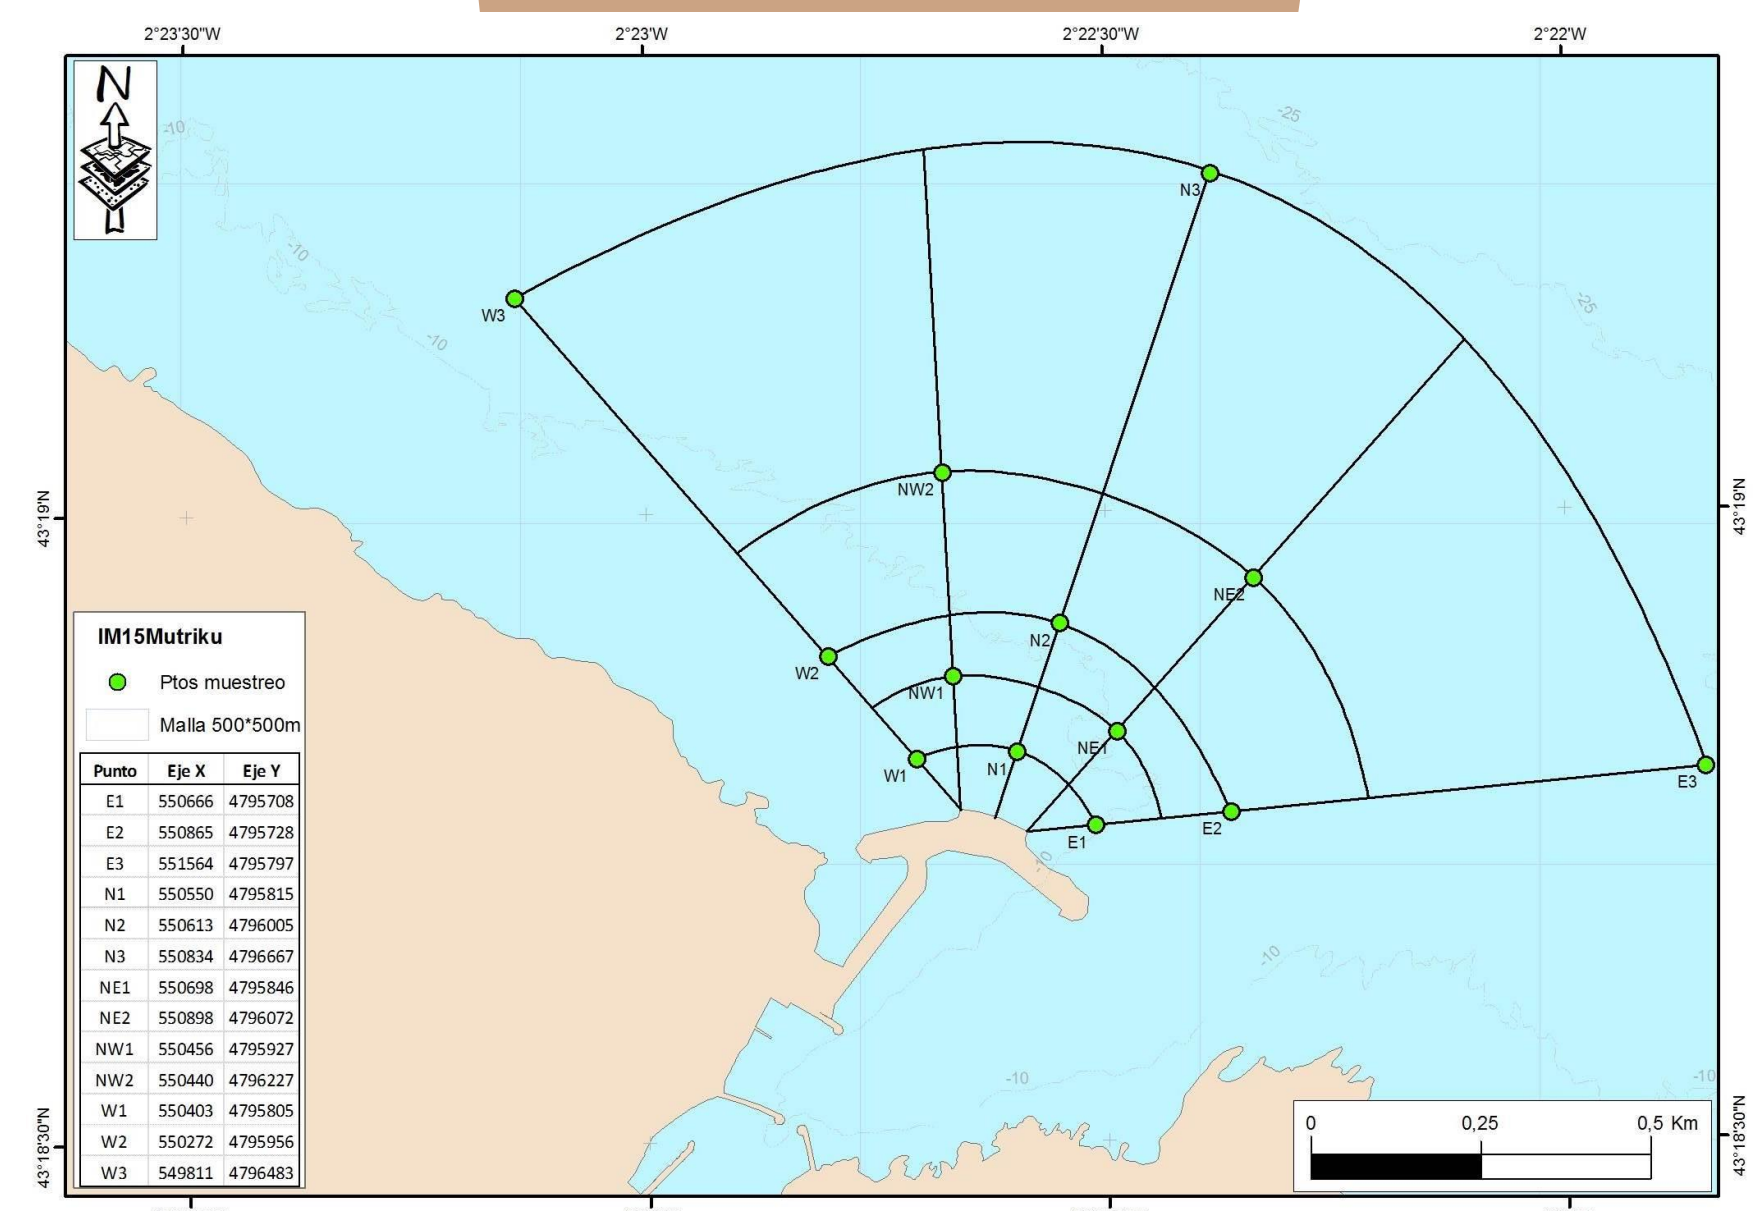 2°23'30"W 2°23'W 2°22'30"W 2°22'W
N
-10
-25
-10
N3
-25
W3
-10
NW2
43°19'N
43°19'N
NE2
N2
W2
NW1
NE1
W1
N1
E3
E1
E2
-10
-10
-10
-10
IM15Mutriku
Ptos muestreo
Malla 500*500m
Punto Eje X Eje Y
E1 550666 4795708
E2 550865 4795728
E3 551564 4795797
N1 550550 4795815
N2 550613 4796005
N3 550834 4796667
NE1 550698 4795846
NE2 550898 4796072
NW1 550456 4795927
NW2 550440 4796227
W1 550403 4795805
W2 550272 4795956
W3 549811 4796483
0 0,25 0,5 Km
43°18'30"N
43°18'30"N